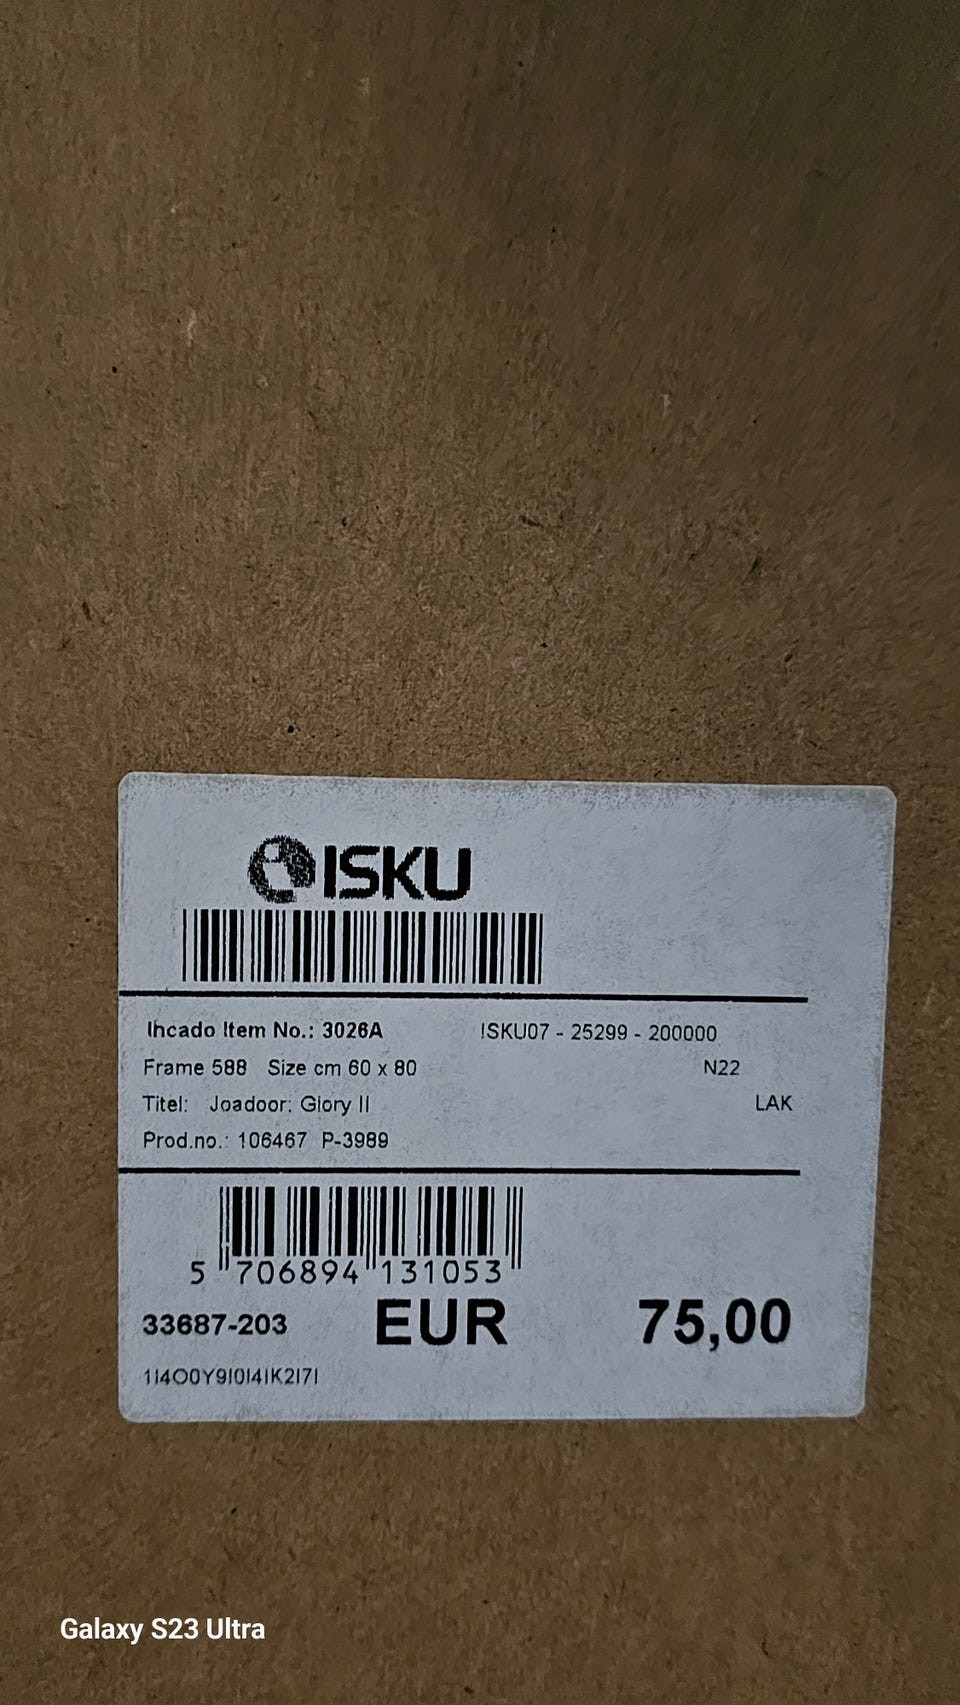 ISKU
Incado Item No.: 3026A ISKU07 - 25299 - 200000
Frame 588 Size cm 60 x 80 N22
Titel: Joadoor: Glory II LAK
Prod.no.: 106467 P-3989
5 706894 131053
33687-203 EUR 75,00
1I4O0Y9I0I4IK2I7I
Galaxy S23 Ultra